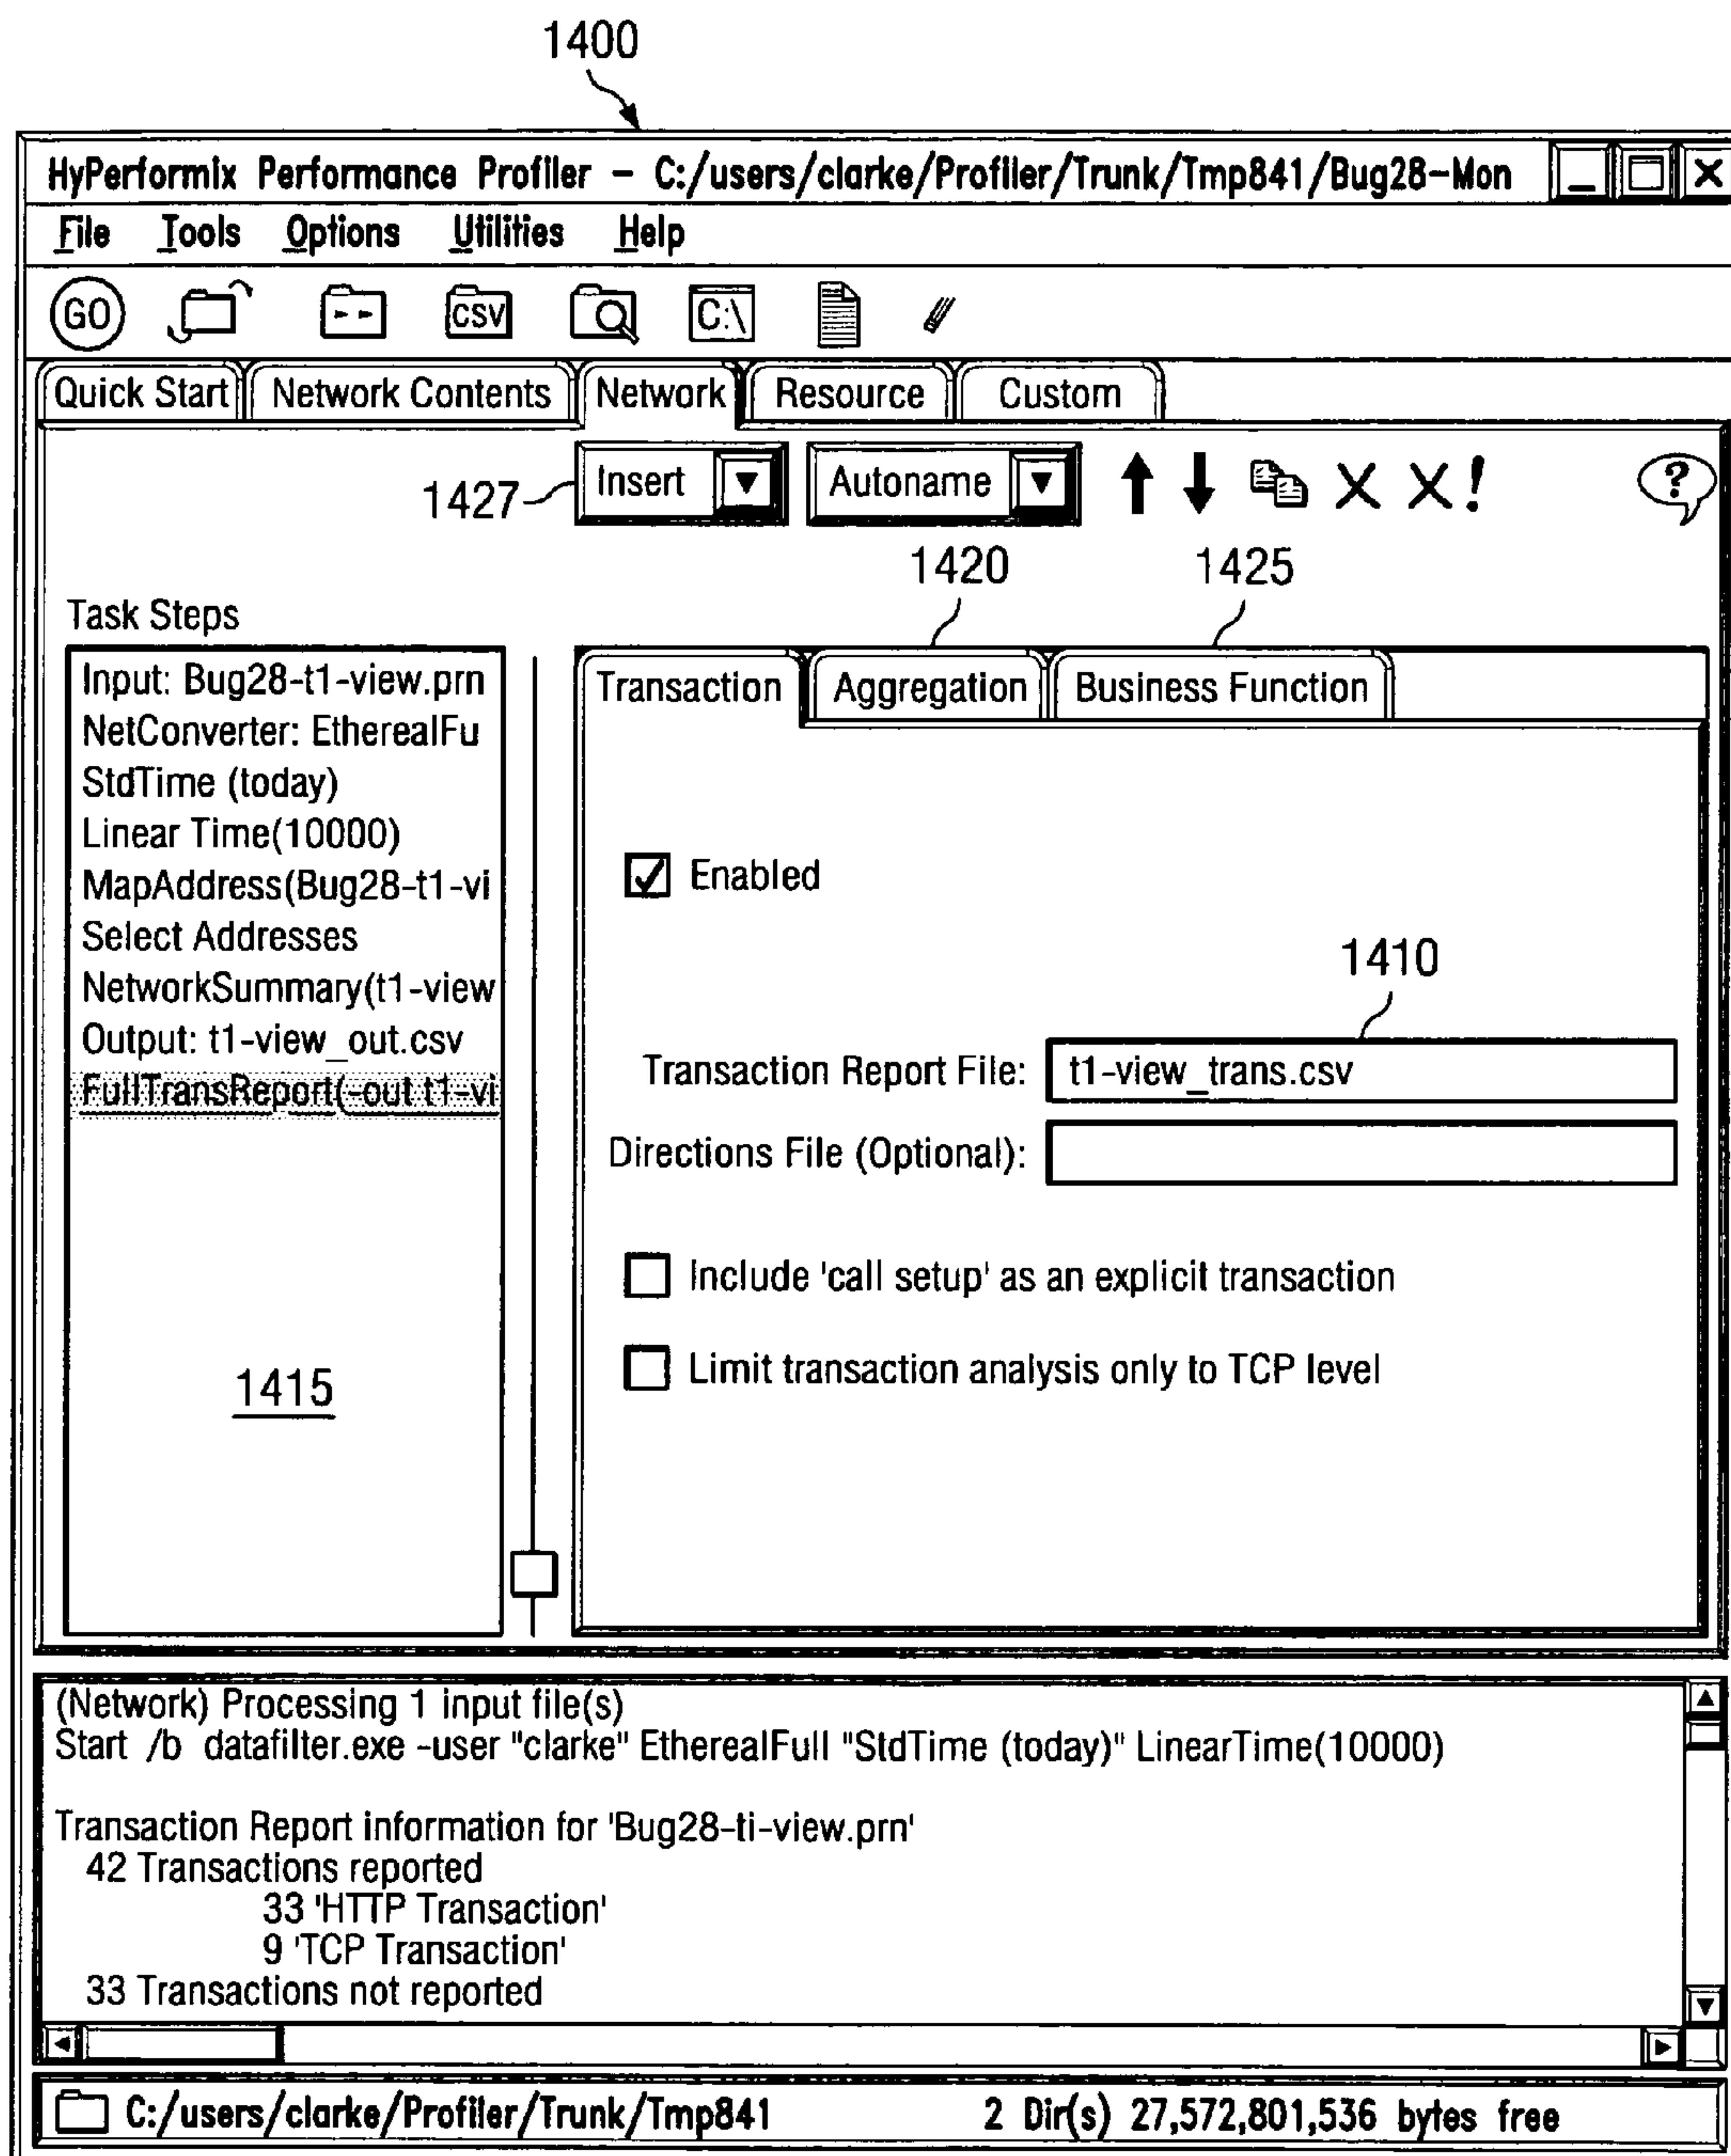 1400
HyPerformix Performance Profiler - C:/users/clarke/Profiler/Trunk/Tmp841/Bug28-Mon
File Tools Options Utilities Help
GO CSV C:\
Quick Start Network Contents Network Resource Custom
1427 Insert Autoname X X! ?
1420 1425
Task Steps
Input: Bug28-t1-view.prn
NetConverter: EtherealFu
StdTime (today)
Linear Time(10000)
MapAddress(Bug28-t1-vi
Select Addresses
NetworkSummary(t1-view
Output: t1-view_out.csv
FullTransReport(-out t1-vi
1415
Transaction Aggregation Business Function
Enabled
1410
Transaction Report File: t1-view_trans.csv
Directions File (Optional):
Include 'call setup' as an explicit transaction
Limit transaction analysis only to TCP level
(Network) Processing 1 input file(s)
Start /b datafilter.exe -user "clarke" EtherealFull "StdTime (today)" LinearTime(10000)
Transaction Report information for 'Bug28-ti-view.prn'
42 Transactions reported
33 'HTTP Transaction'
9 'TCP Transaction'
33 Transactions not reported
C:/users/clarke/Profiler/Trunk/Tmp841 2 Dir(s) 27,572,801,536 bytes free